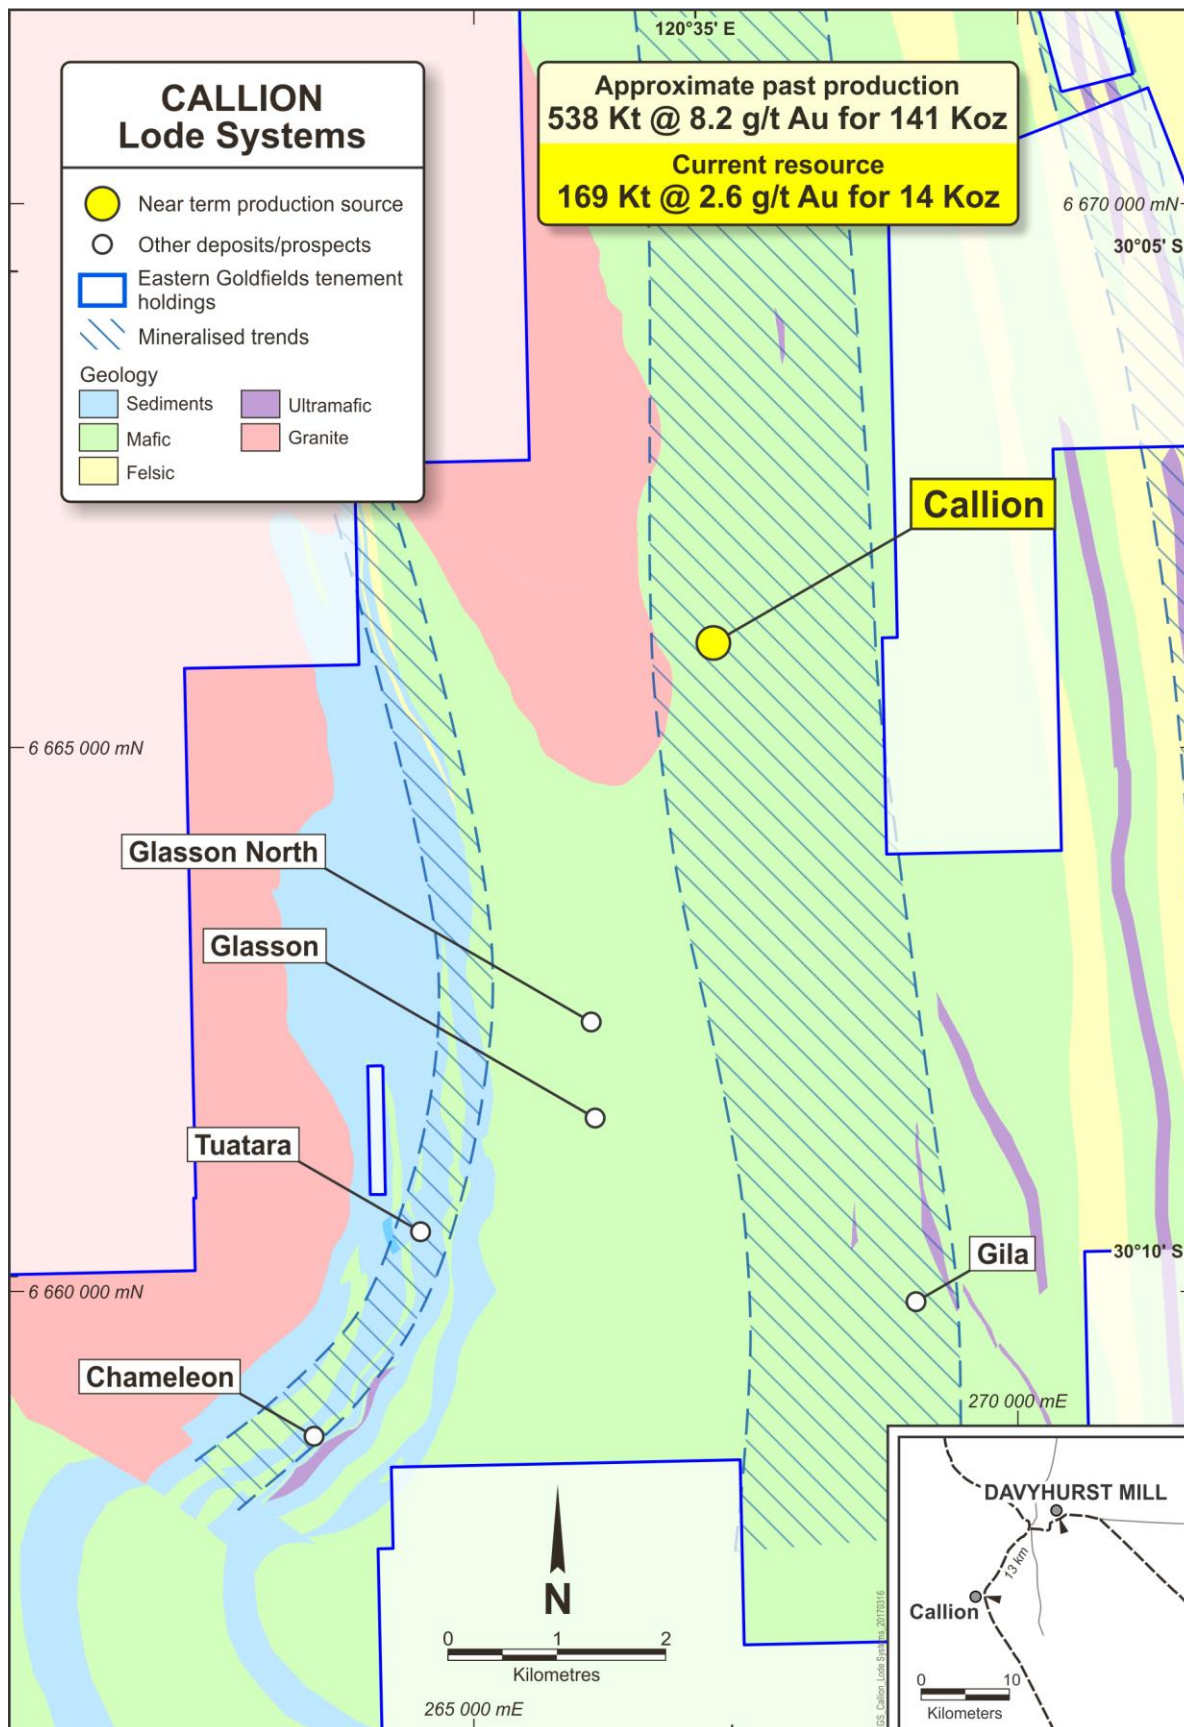 120°35' E
CALLION
Lode Systems
Near term production source
Other deposits/prospects
Eastern Goldfields tenement
holdings
Mineralised trends
Geology
Sediments
Ultramafic
Mafic
Granite
Felsic
Approximate past production
538 Kt @ 8.2 g/t Au for 141 Koz
Current resource
169 Kt @ 2.6 g/t Au for 14 Koz
6 670 000 mN
30°05' S
Callion
6 665 000 mN
Glasson North
Glasson
Tuatara
Gila
30°10' S
6 660 000 mN
Chameleon
270 000 mE
N
0 1 2
Kilometres
265 000 mE
DAVYHURST MILL
13 km
Callion
0 10
Kilometers